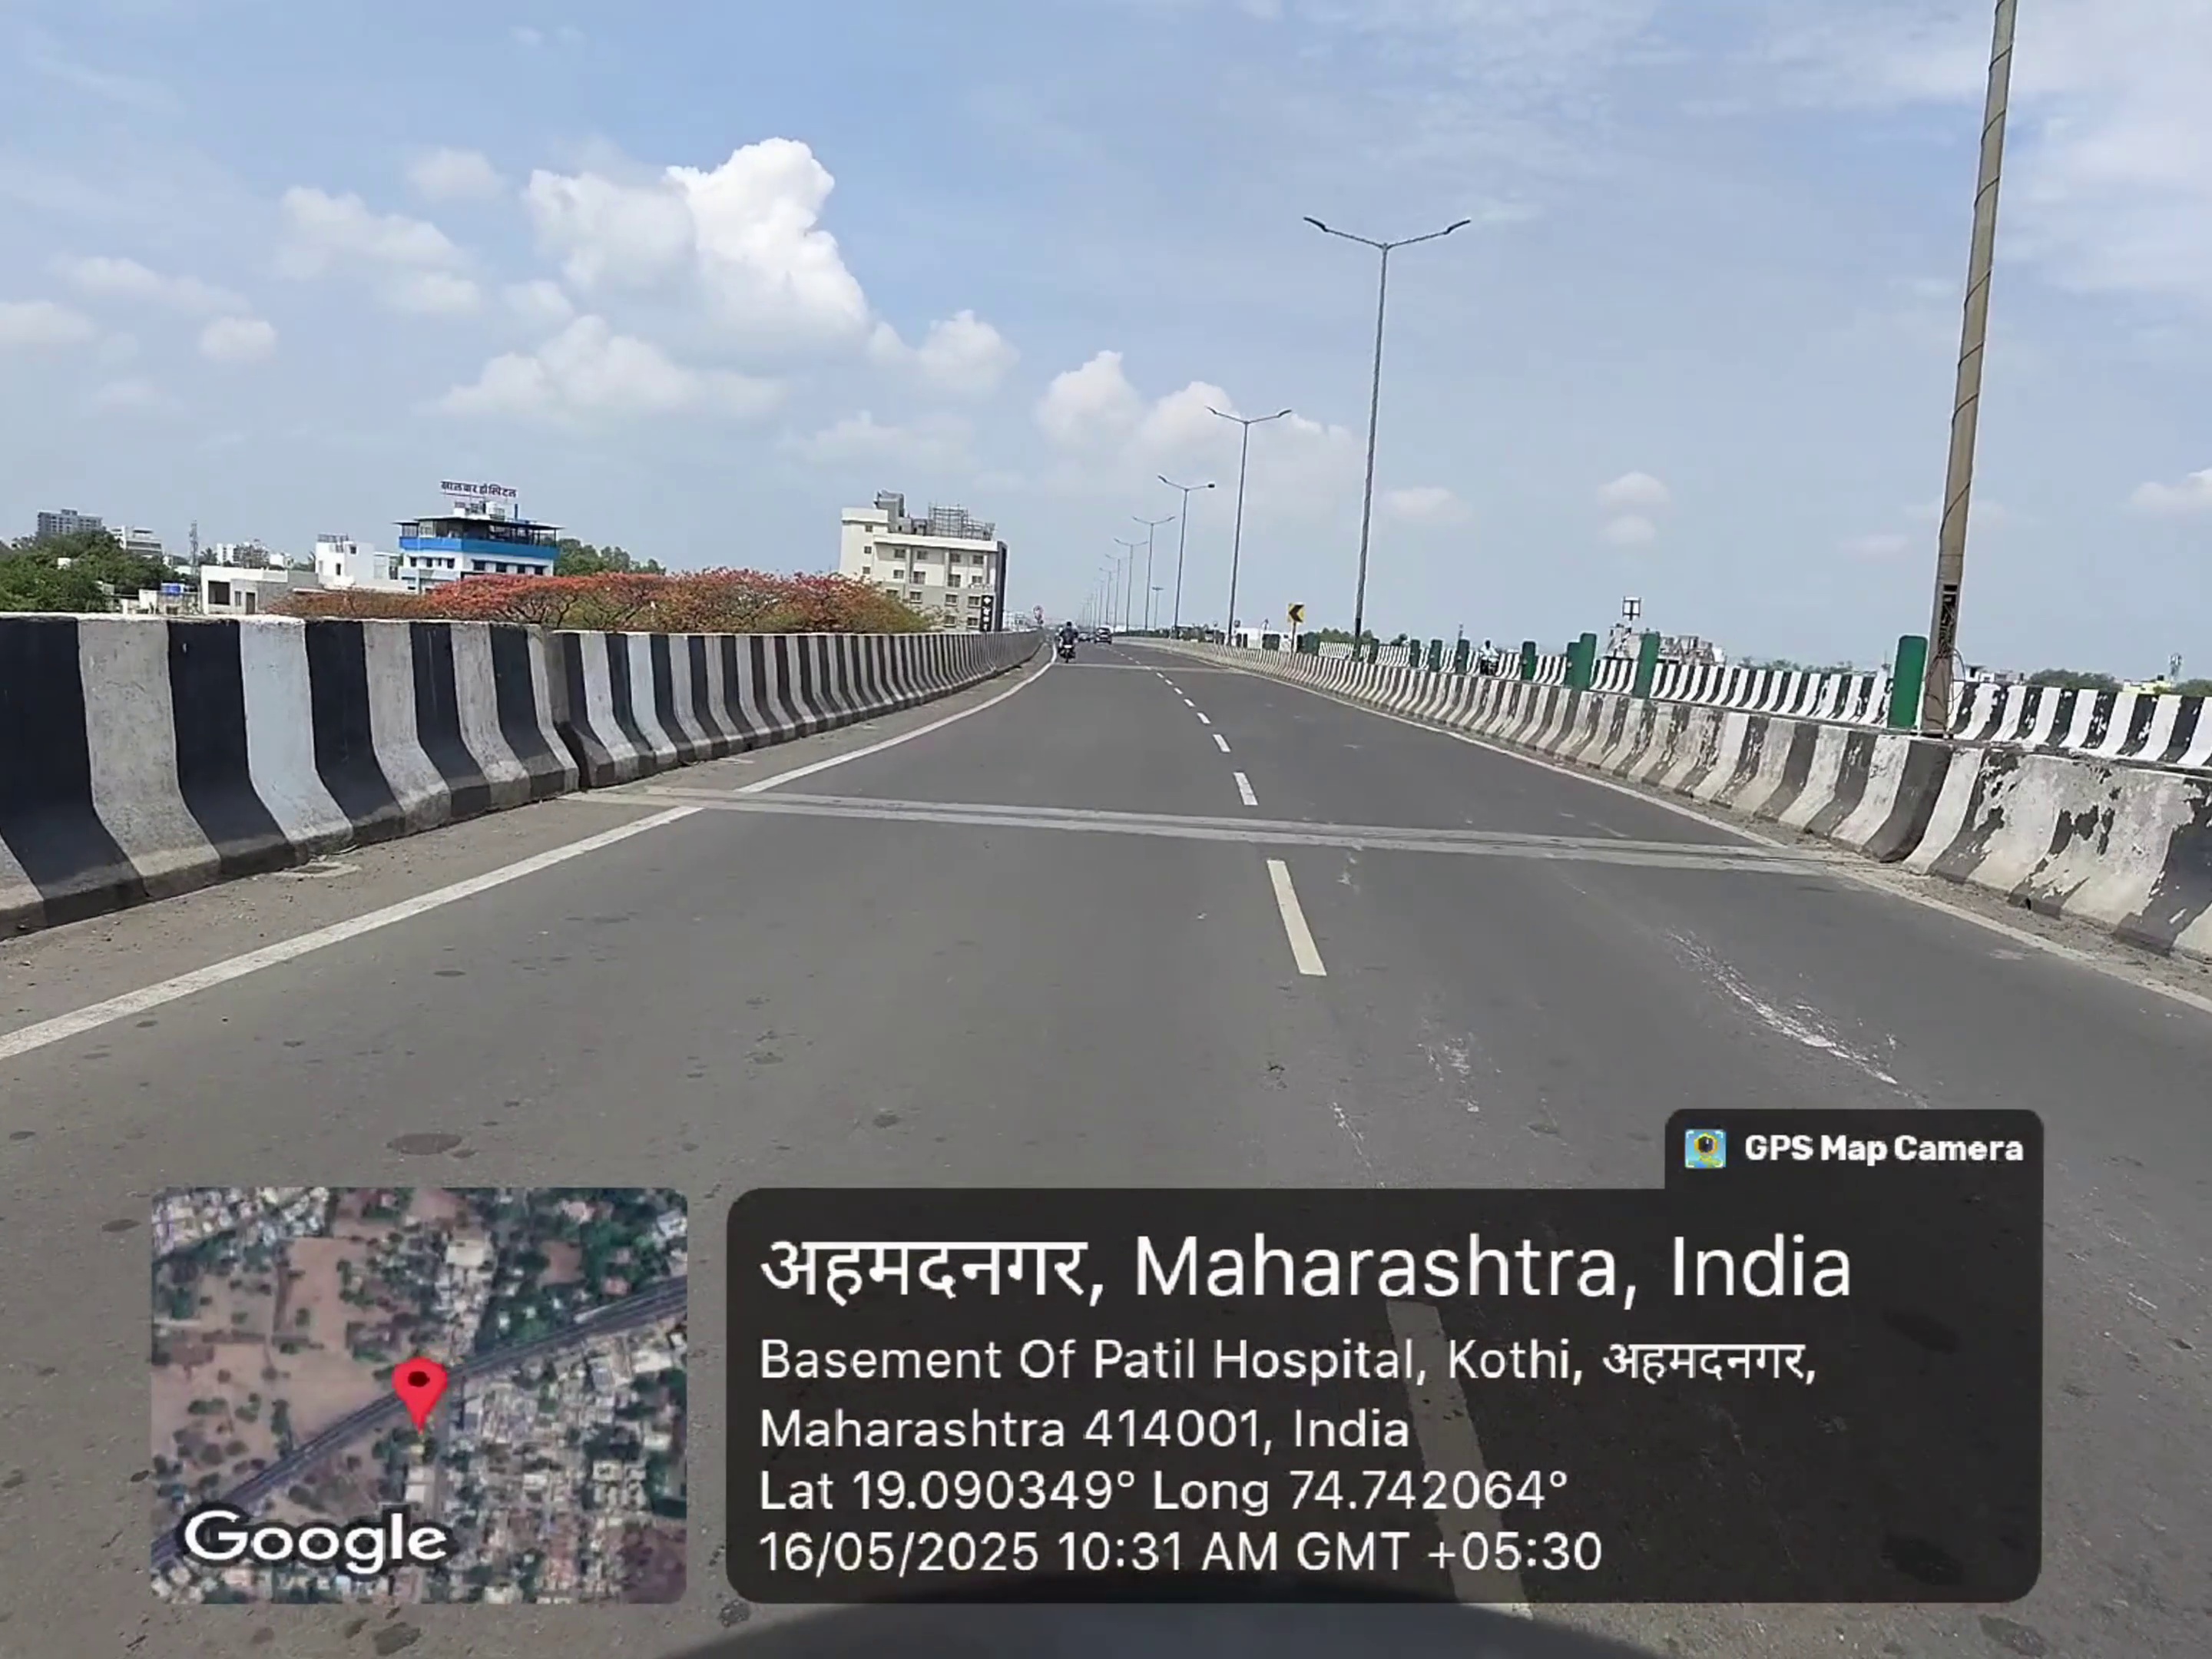 GPS Map Camera
अहमदनगर, Maharashtra, India
Basement Of Patil Hospital, Kothi, अहमदनगर,
Maharashtra 414001, India
Lat 19.090349° Long 74.742064°
16/05/2025 10:31 AM GMT +05:30
Google